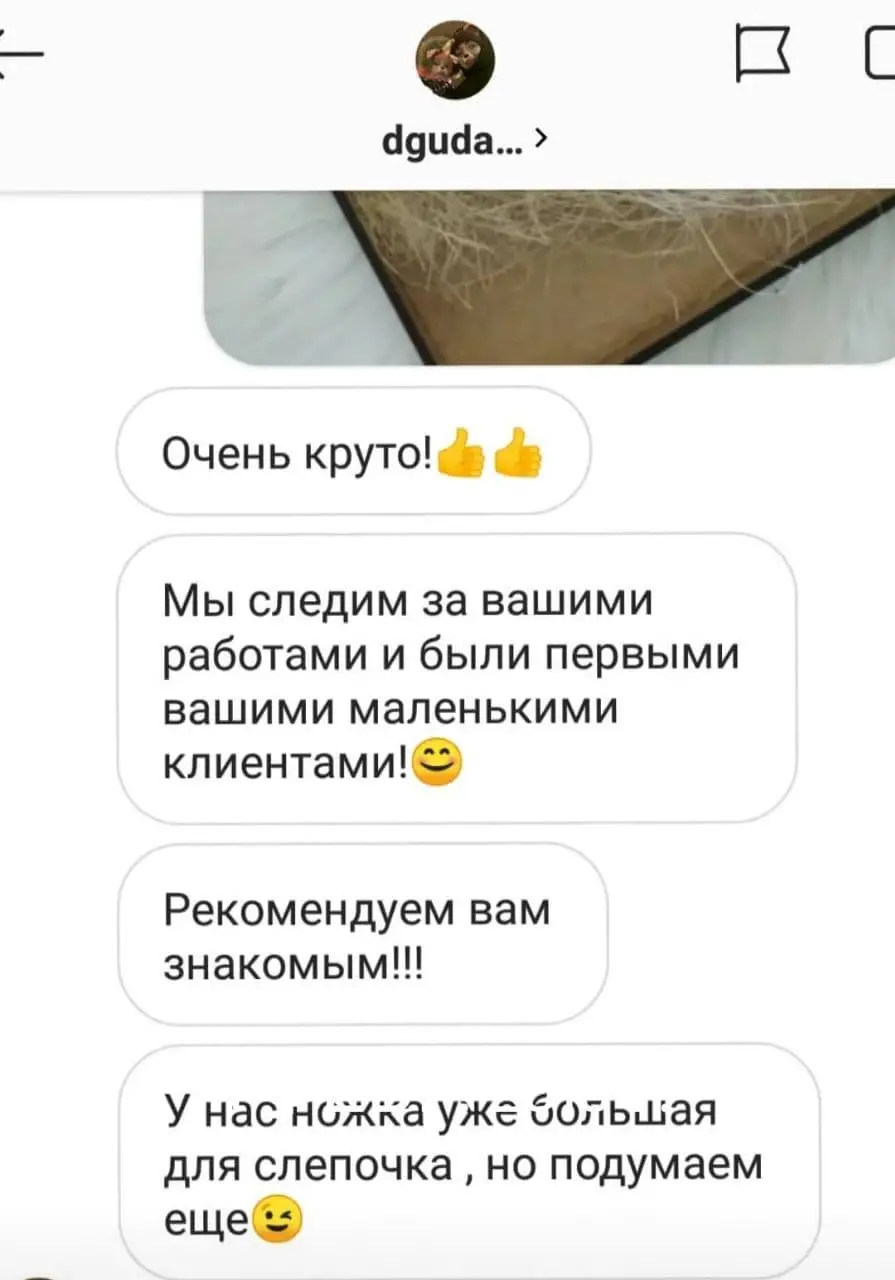 dguda... >
Очень круто!👍👍
Мы следим за вашими
работами и были первыми
вашими маленькими
клиентами!😊
Рекомендуем вам
знакомым!!!
У нас ножка уже большая
для слепочка , но подумаем
еще😉